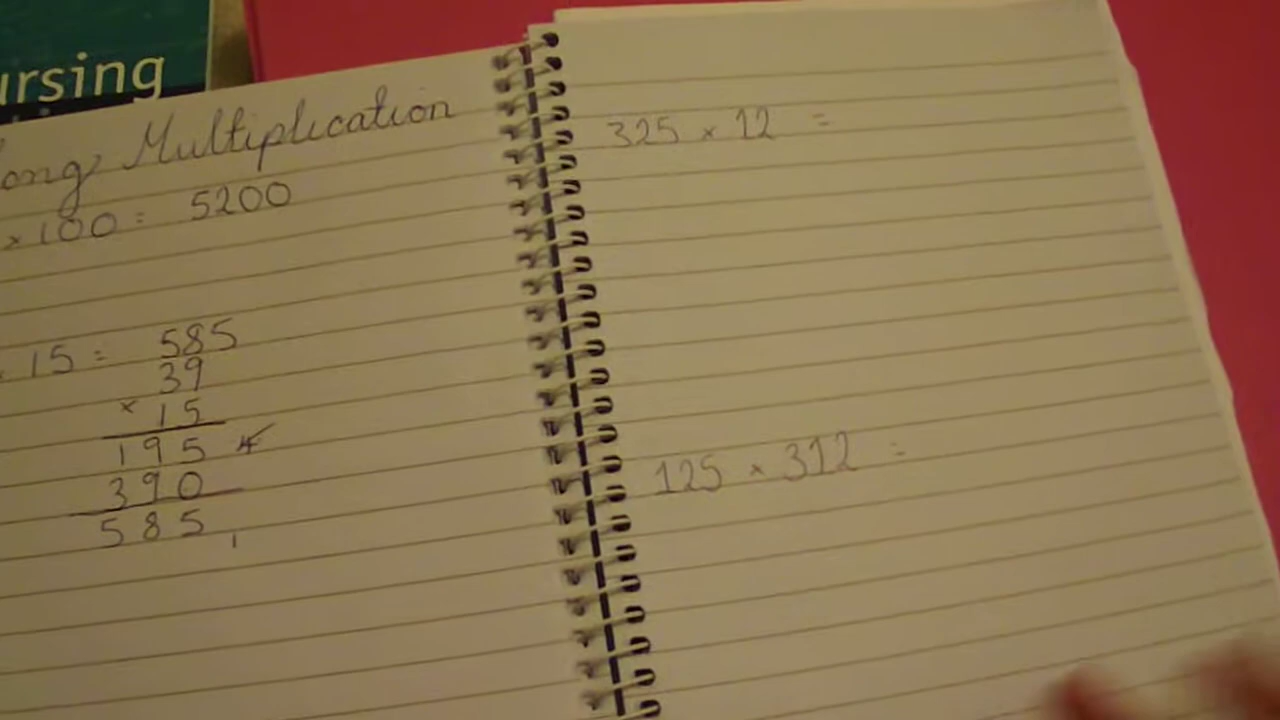 ursing
ong Multiplication
x 100 = 5200
15 = 585
39
x 15
195
390
585
325 x 12 =
125 x 312 =